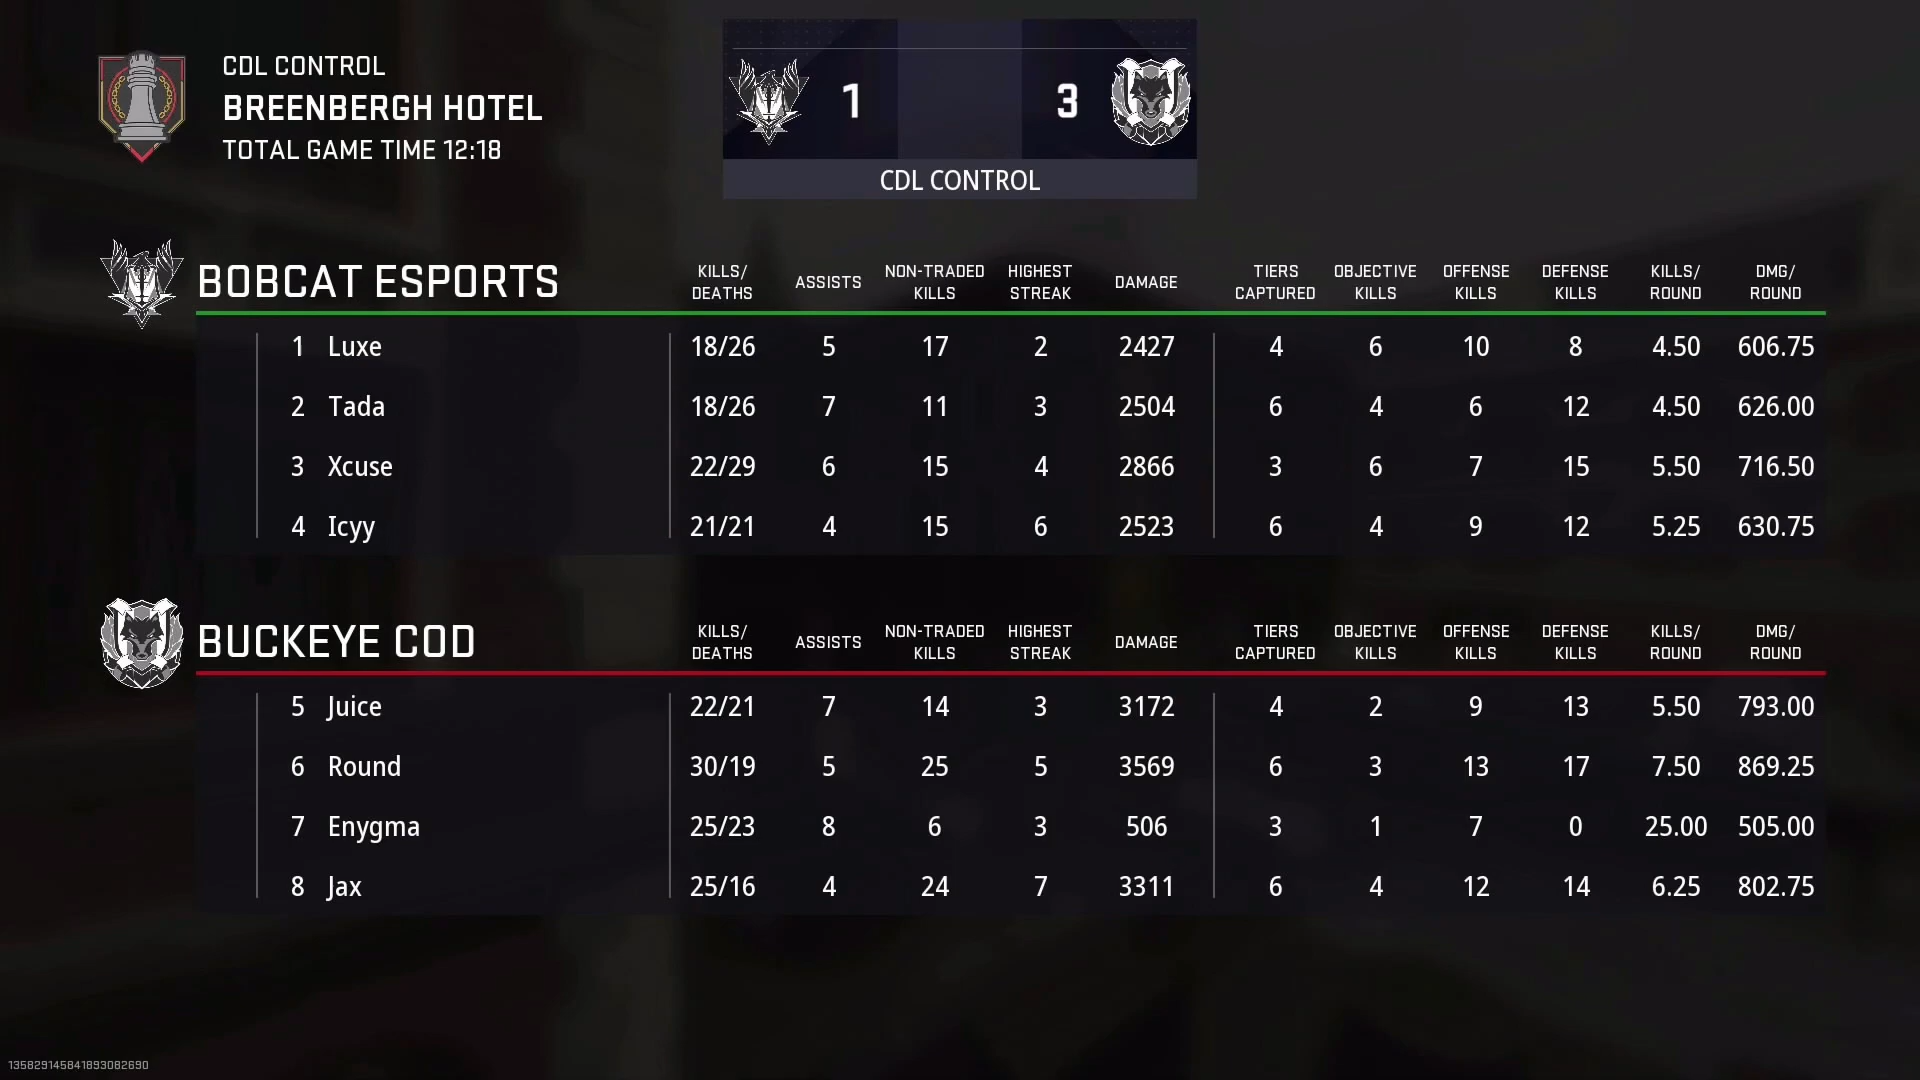 CDL CONTROL
BREENBERGH HOTEL
TOTAL GAME TIME 12:18
1 3
CDL CONTROL
BOBCAT ESPORTS KILLS/DEATHS ASSISTS NON-TRADED KILLS HIGHEST STREAK DAMAGE TIERS CAPTURED OBJECTIVE KILLS OFFENSE KILLS DEFENSE KILLS KILLS/ROUND DMG/ROUND
1 Luxe 18/26 5 17 2 2427 4 6 10 8 4.50 606.75
2 Tada 18/26 7 11 3 2504 6 4 6 12 4.50 626.00
3 Xcuse 22/29 6 15 4 2866 3 6 7 15 5.50 716.50
4 Icyy 21/21 4 15 6 2523 6 4 9 12 5.25 630.75
BUCKEYE COD KILLS/DEATHS ASSISTS NON-TRADED KILLS HIGHEST STREAK DAMAGE TIERS CAPTURED OBJECTIVE KILLS OFFENSE KILLS DEFENSE KILLS KILLS/ROUND DMG/ROUND
5 Juice 22/21 7 14 3 3172 4 2 9 13 5.50 793.00
6 Round 30/19 5 25 5 3569 6 3 13 17 7.50 869.25
7 Enygma 25/23 8 6 3 506 3 1 7 0 25.00 505.00
8 Jax 25/16 4 24 7 3311 6 4 12 14 6.25 802.75
135829145841893082690